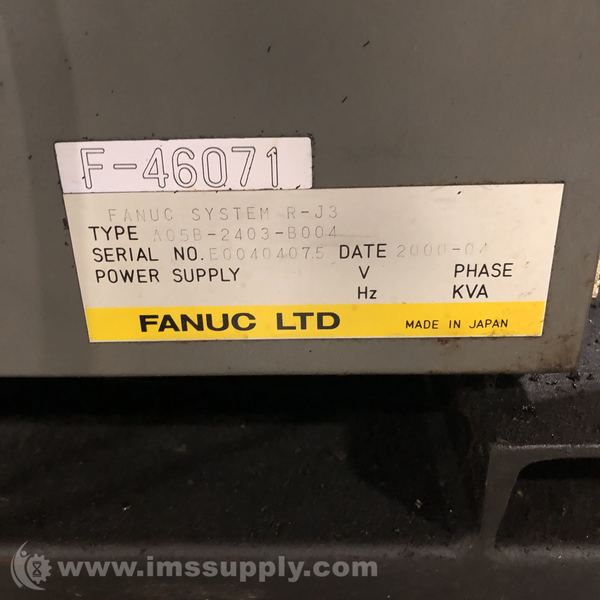 F-46071
FANUC SYSTEM R-J3
TYPE A05B-2403-B004
SERIAL NO. E00404075 DATE 2000-04
POWER SUPPLY V PHASE
Hz KVA
FANUC LTD MADE IN JAPAN
www.imssupply.com